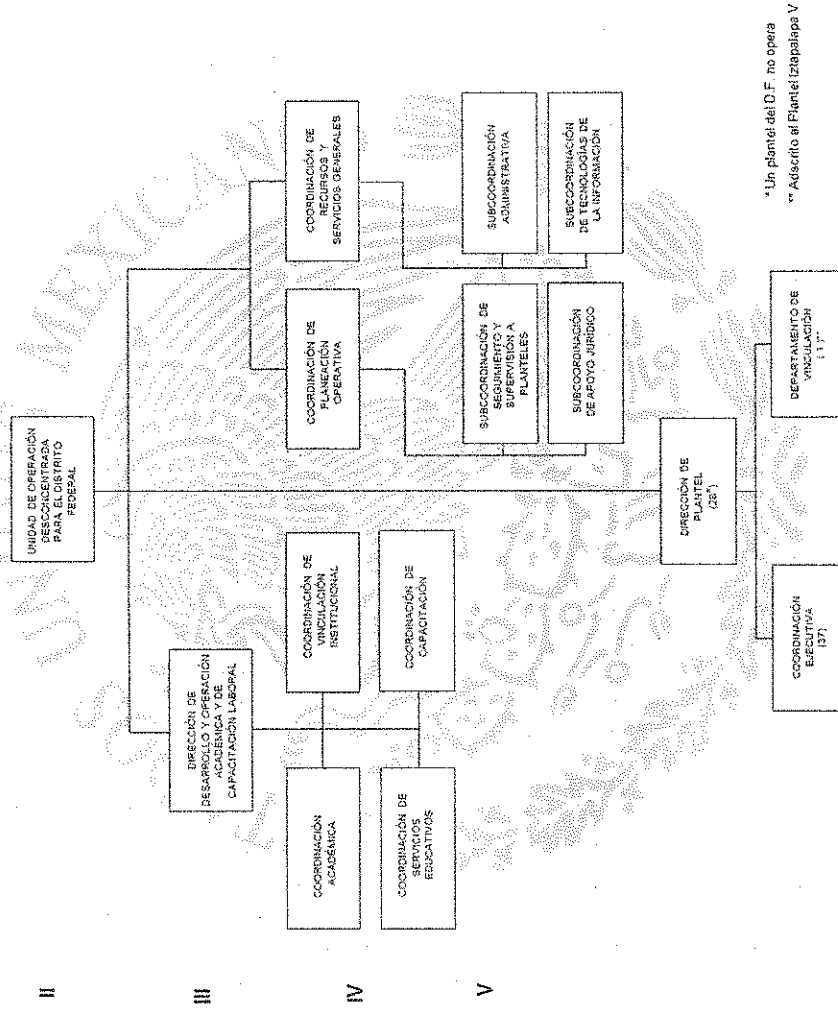 UNIDAD DE OPERACIÓN
DESCONCENTRADA
PARA EL DISTRITO
FEDERAL
II
DIRECCIÓN DE
DESARROLLO Y OPERACIÓN
ACADÉMICA Y DE
CAPACITACIÓN LABORAL
III
COORDINACIÓN
ACADÉMICA
COORDINACIÓN DE
VINCULACIÓN
INSTITUCIONAL
COORDINACIÓN DE
PLANEACIÓN
OPERATIVA
COORDINACIÓN DE
RECURSOS Y
SERVICIOS GENERALES
IV
COORDINACIÓN DE
SERVICIOS
EDUCATIVOS
COORDINACIÓN DE
CAPACITACIÓN
V
SUBCOORDINACIÓN DE
SEGUIMIENTO Y
SUPERVISIÓN A
PLANTELES
SUBCOORDINACIÓN
ADMINISTRATIVA
SUBCOORDINACIÓN
DE APOYO JURÍDICO
SUBCOORDINACIÓN
DE TECNOLOGÍAS DE
LA INFORMACIÓN
DIRECCIÓN DE
PLANTEL
(28*)
COORDINACIÓN
EJECUTIVA
(37)
DEPARTAMENTO DE
VINCULACIÓN
(1)**
* Un plantel del D.F. no opera
** Adscrito al Plantel Iztapalapa V
MEXICAN